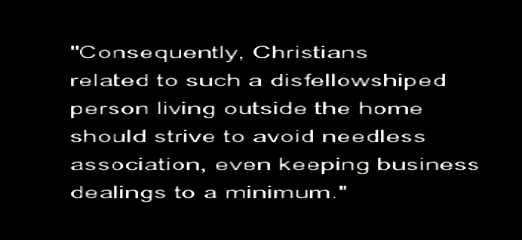 "Consequently, Christians
related to such a disfellowshiped
person living outside the home
should strive to avoid needless
association, even keeping business
dealings to a minimum."